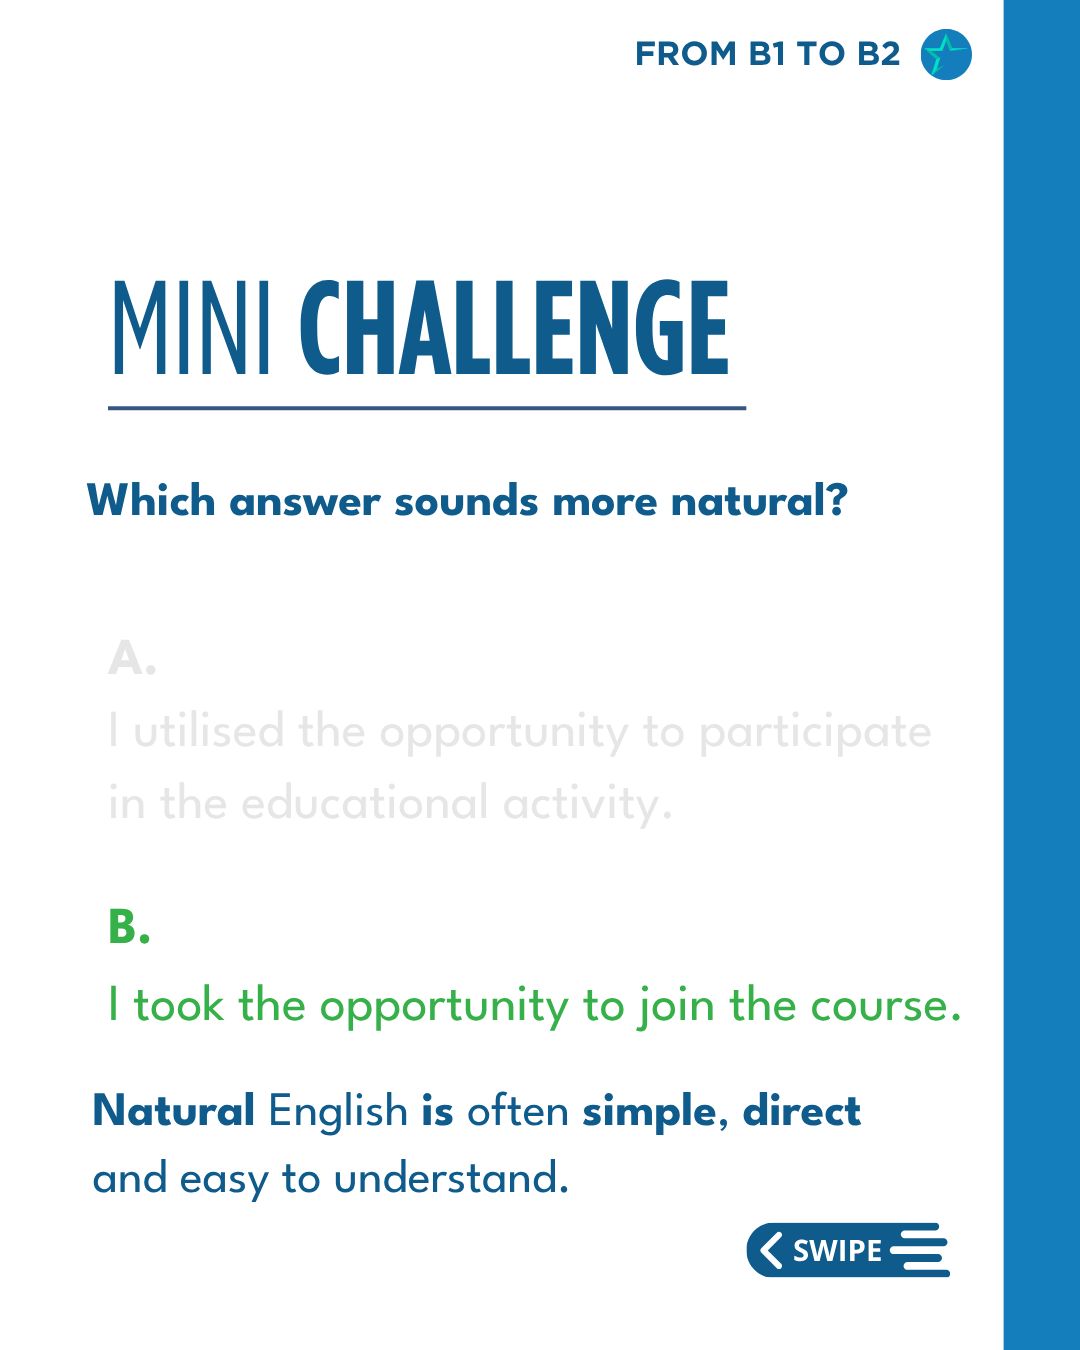 FROM B1 TO B2
MINI CHALLENGE
Which answer sounds more natural?
A.
I utilised the opportunity to participate
in the educational activity.
B.
I took the opportunity to join the course.
Natural English is often simple, direct
and easy to understand.
SWIPE